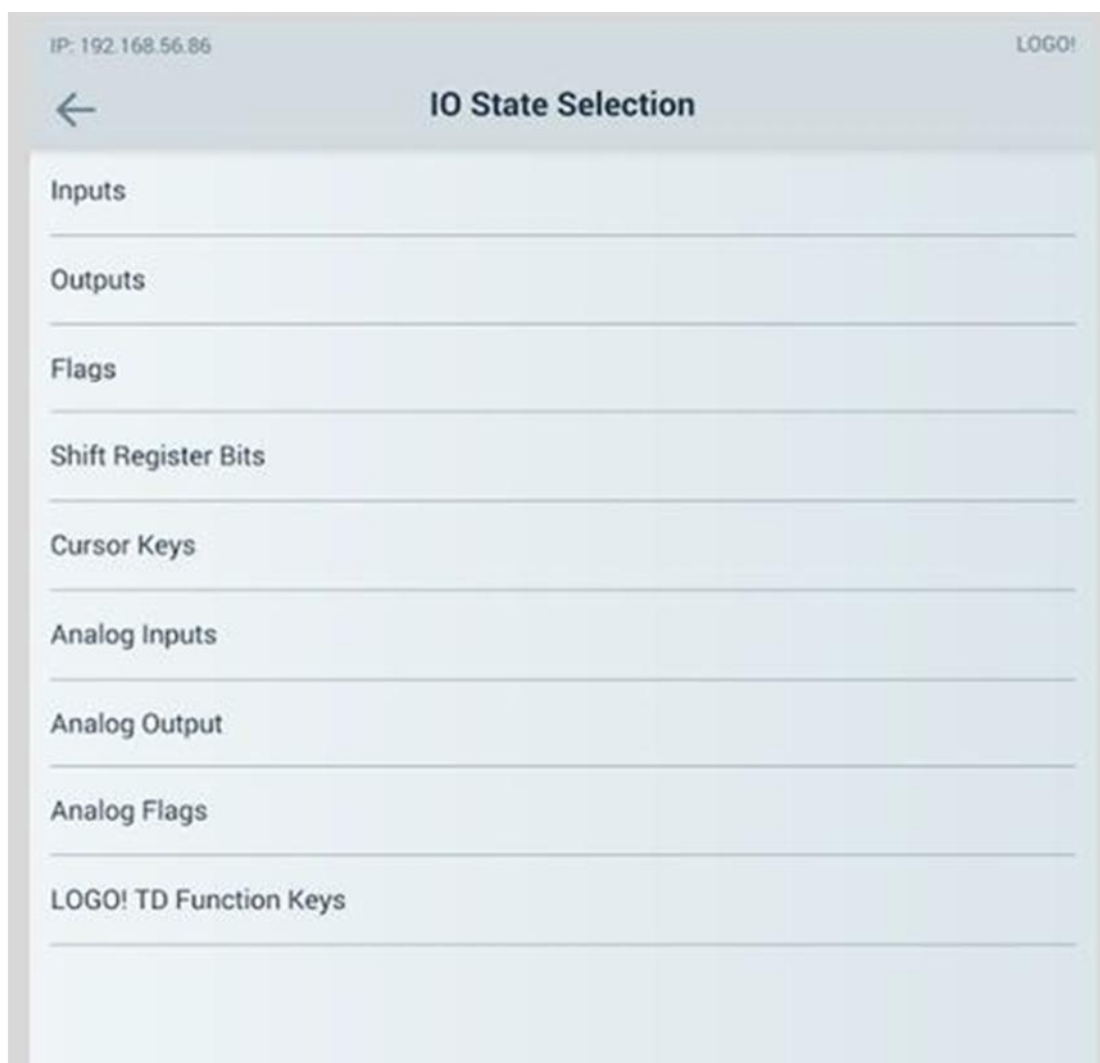 IP: 192.168.56.86
LOGO!
IO State Selection
Inputs
Outputs
Flags
Shift Register Bits
Cursor Keys
Analog Inputs
Analog Output
Analog Flags
LOGO! TD Function Keys